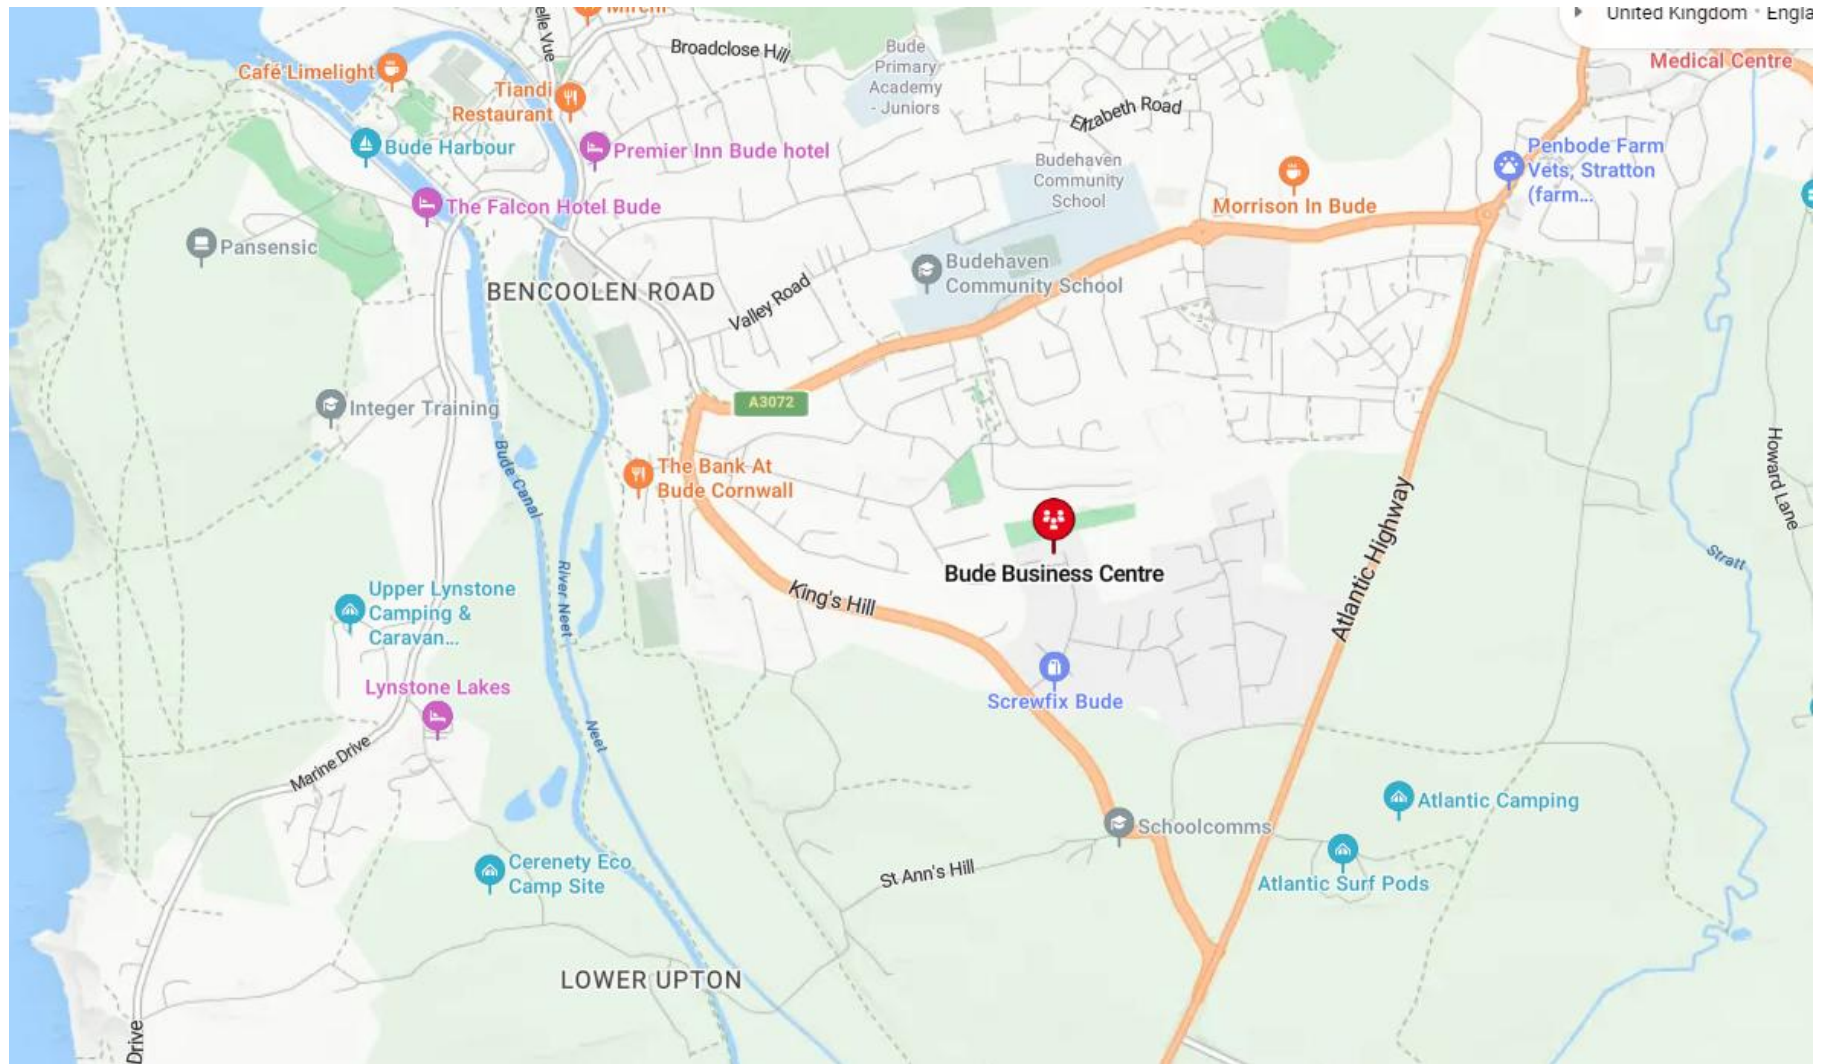 Mirchi
United Kingdom
Engla
elle Vue
Broadclose Hill
Medical Centre
Café Limelight
Bude
Primary
Academy
- Juniors
Tiandi
Restaurant
Elizabeth Road
Bude Harbour
Premier Inn Bude hotel
Budehaven
Community
School
Penbode Farm
Vets, Stratton
(farm...
The Falcon Hotel Bude
Morrison In Bude
Pansensic
Budehaven
Community School
BENCOOLEN ROAD
Valley Road
Integer Training
A3072
Bude Canal
The Bank At
Bude Cornwall
Howard Lane
Atlantic Highway
Stratt
Bude Business Centre
River Neet
King's Hill
Upper Lynstone
Camping &
Caravan...
Lynstone Lakes
Screwfix Bude
Neet
Marine Drive
Atlantic Camping
Schoolcomms
St Ann's Hill
Atlantic Surf Pods
Cerenety Eco
Camp Site
LOWER UPTON
Drive